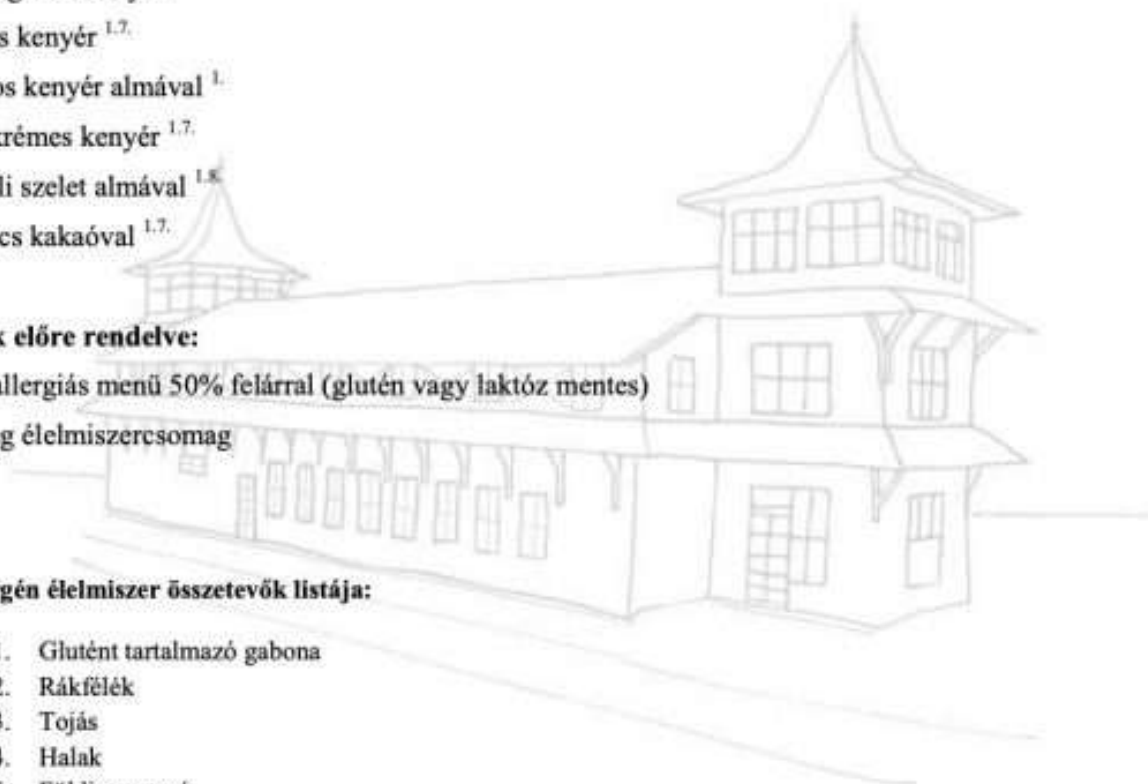 s kenyér 1.7.
os kenyér almával 1.
krémes kenyér 1.7.
li szelet almával 1.8.
cs kakaóval 1.7.
k előre rendelve:
allergiás menü 50% felárral (glutén vagy laktóz mentes)
g élelmiszercsomag
gén élelmiszer összetevők listája:
1. Glutént tartalmazó gabona
2. Rákfélék
3. Tojás
4. Halak